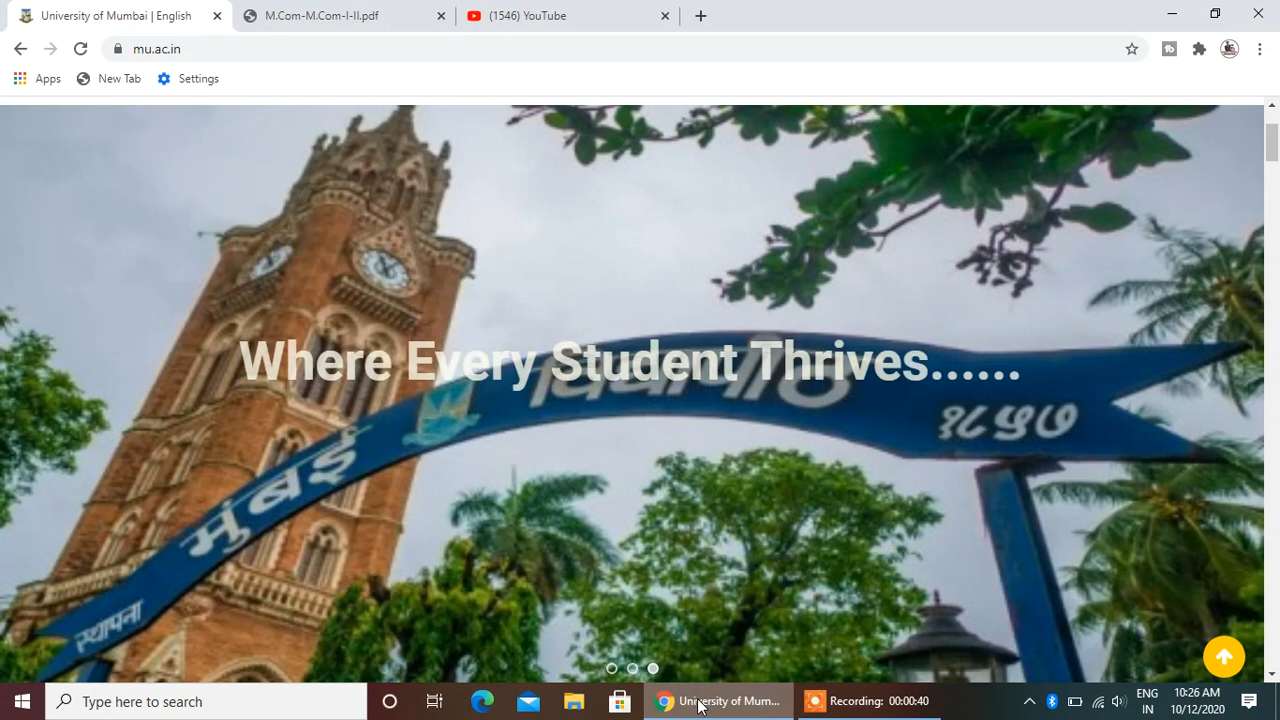 University of Mumbai | English
M.Com-M.Com-I-II.pdf
(1546) YouTube
mu.ac.in
Apps
New Tab
Settings
Where Every Student Thrives......
मुंबई
विद्यापीठ
स्थापना
१८५७
Type here to search
University of Mum...
Recording: 00:00:40
ENG
IN
10:26 AM
10/12/2020